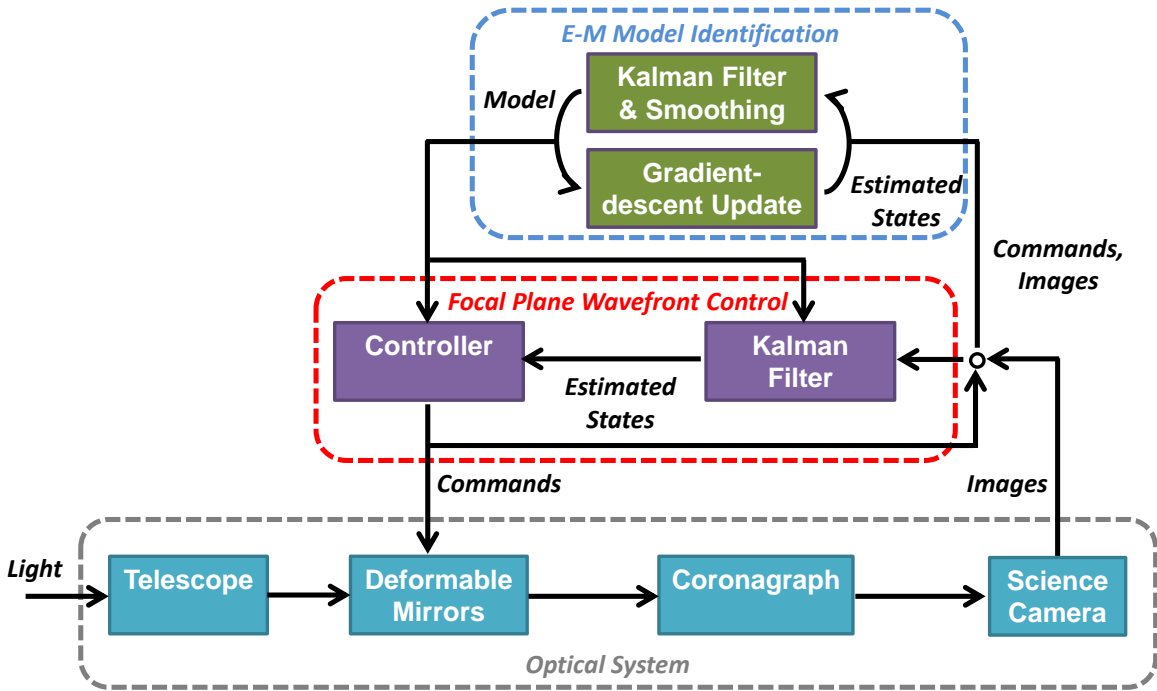 E-M Model Identification
Kalman Filter
& Smoothing
Model
Gradient-
descent Update
Estimated
States
Commands,
Images
Focal Plane Wavefront Control
Controller
Kalman
Filter
Estimated
States
Commands
Images
Light
Telescope
Deformable
Mirrors
Coronagraph
Science
Camera
Optical System